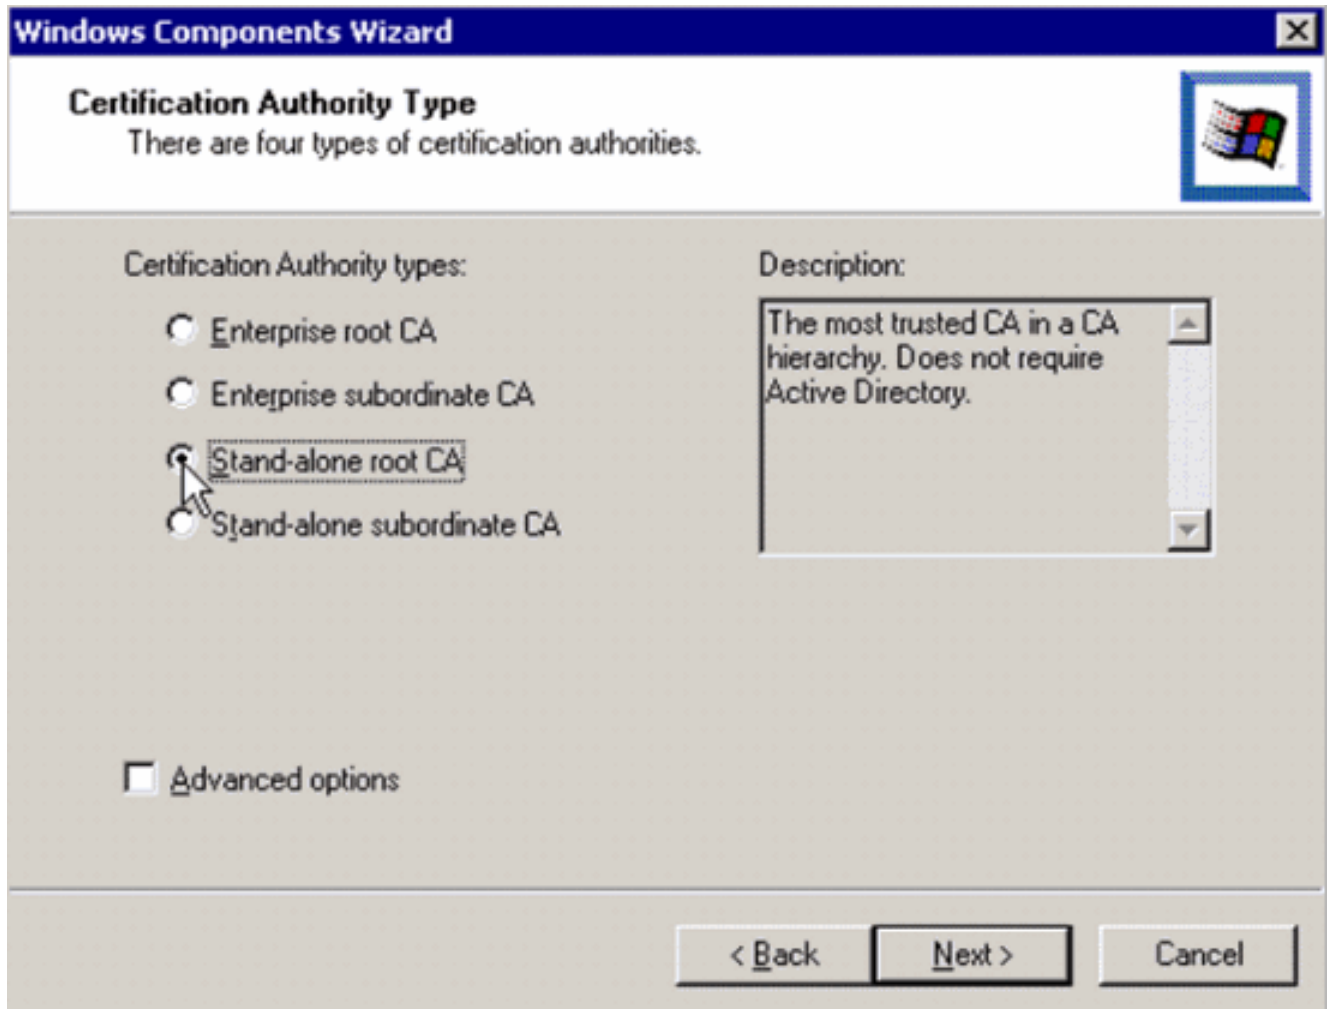 Windows Components Wizard
Certification Authority Type
There are four types of certification authorities.
Certification Authority types:
Enterprise root CA
Enterprise subordinate CA
Stand-alone root CA
Stand-alone subordinate CA
Description:
The most trusted CA in a CA
hierarchy. Does not require
Active Directory.
Advanced options
< Back
Next >
Cancel